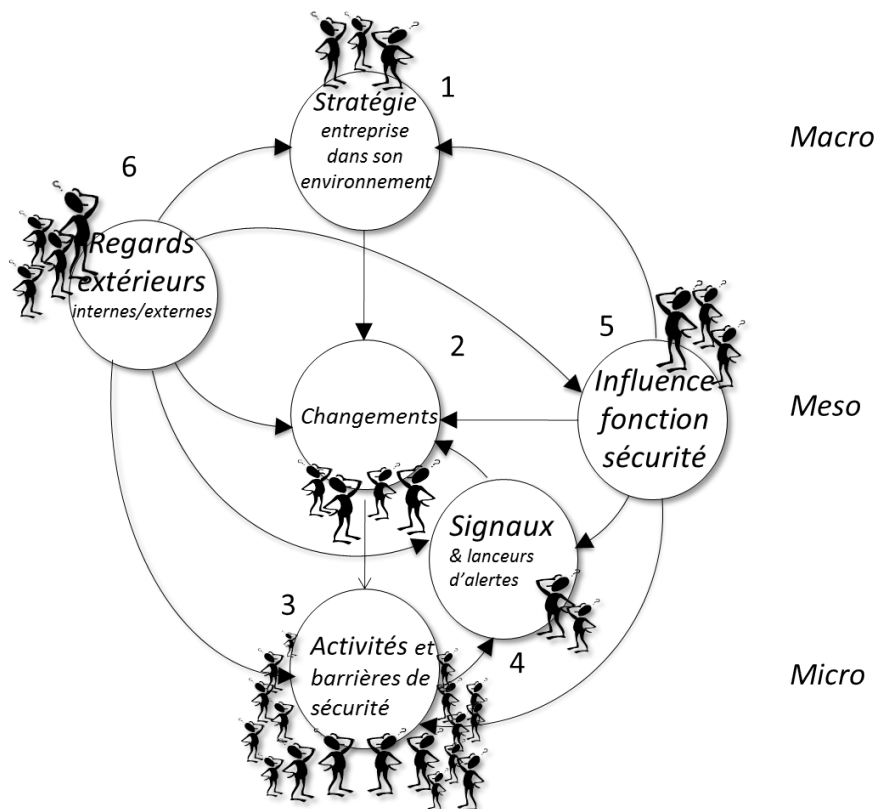 1
Stratégie
entreprise
dans son
environnement
Macro
6
Regards
extérieurs
internes/externes
2
Changements
5
Influence
fonction
sécurité
Meso
Signaux
& lanceurs
d'alertes
4
3
Activités et
barrières de
sécurité
Micro